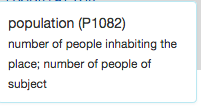 population (P1082)
number of people inhabiting the
place; number of people of
subject